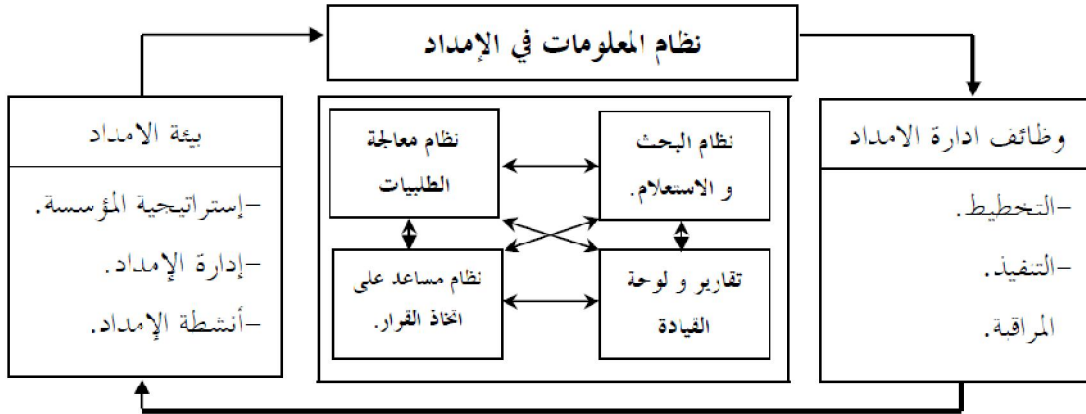 نظام المعلومات في الإمداد
وظائف ادارة الامداد
-التخطيط.
-التنفيذ.
المراقبة.
نظام البحث
و الاستعلام.
نظام معالجة
الطلبيات
تقارير و لوحة
القيادة
نظام مساعد على
اتخاذ القرار.
بيئة الامداد
-إستراتيجية المؤسسة.
-إدارة الإمداد.
-أنشطة الإمداد.